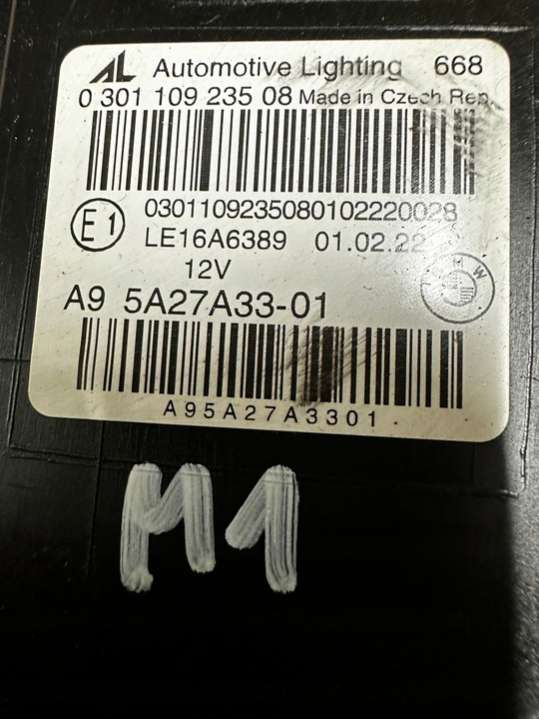 AL Automotive Lighting 668
0 301 109 235 08 Made in Czech Rep.
0301109235080102220028
E1
LE16A6389 01.02.22
12V
A9 5A27A33-01
A95A27A3301
M1